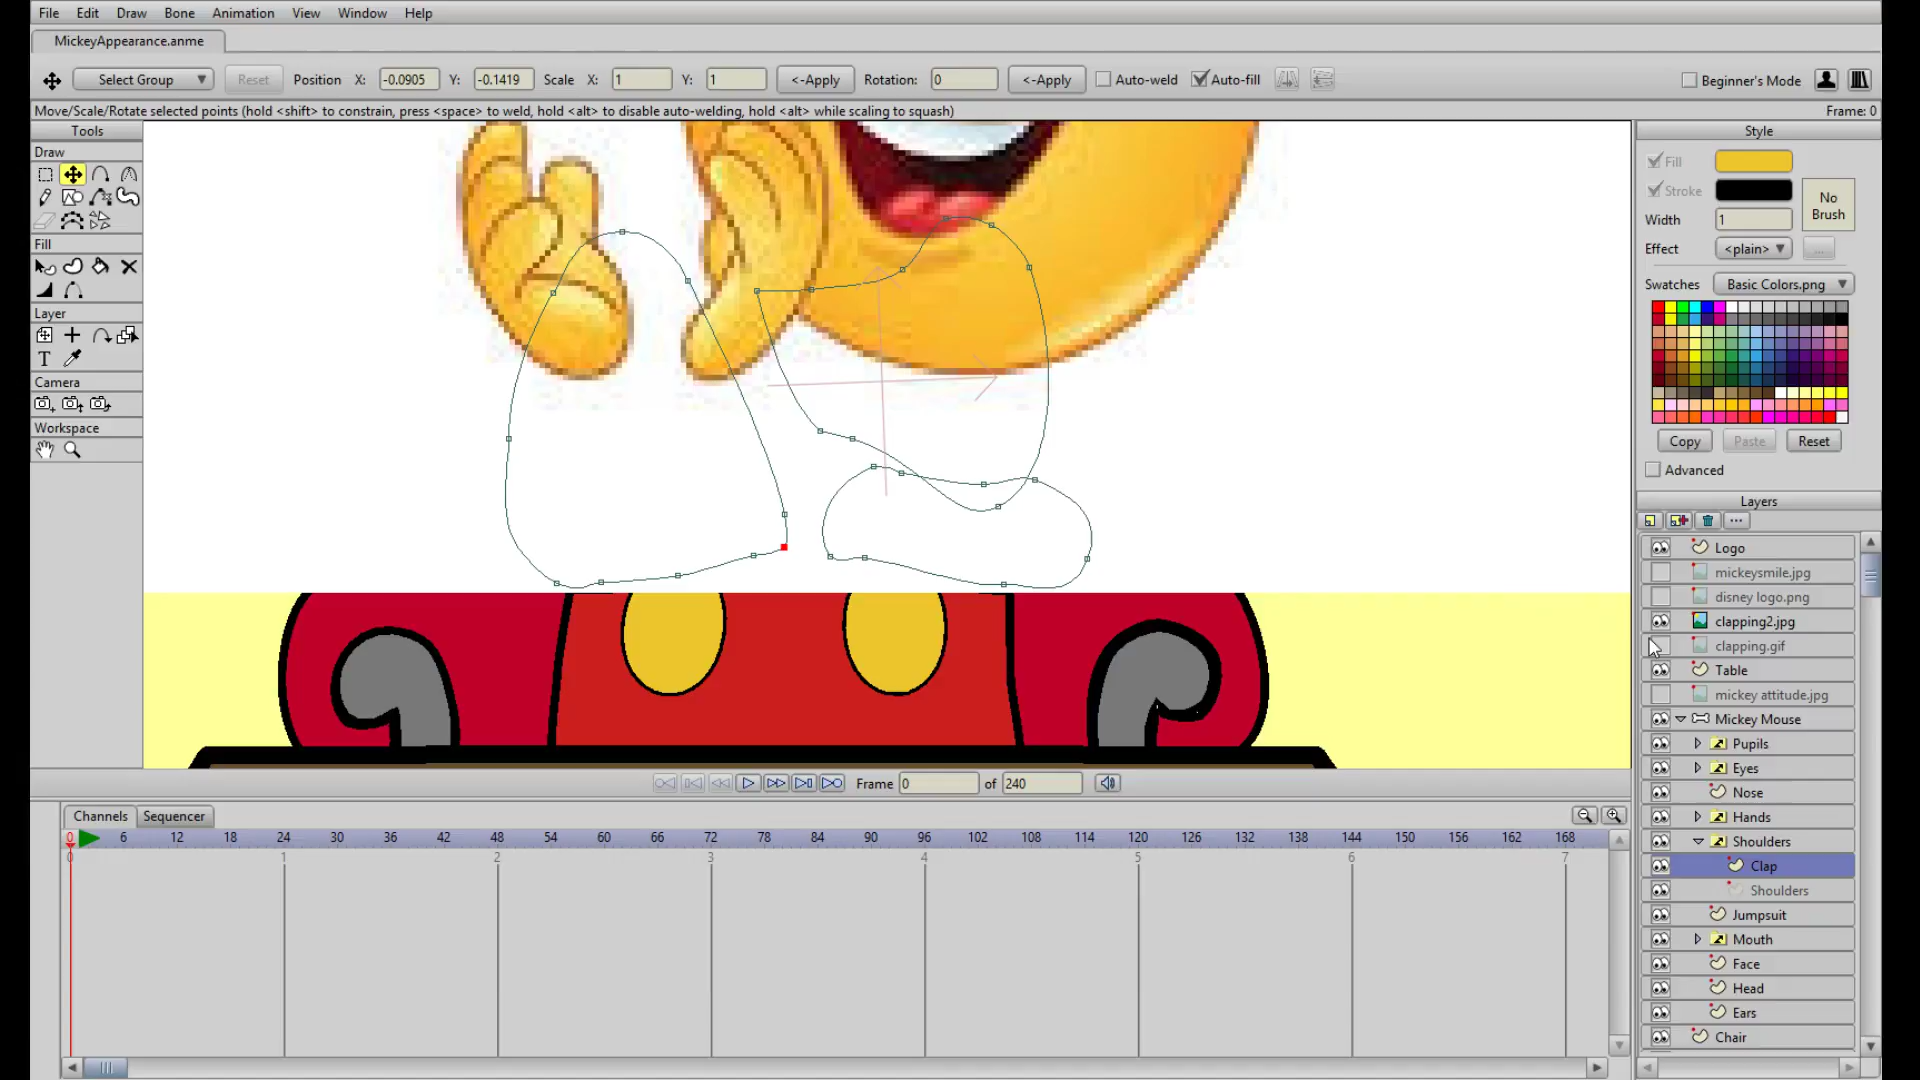 File Edit Draw Bone Animation View Window Help
MickeyAppearance.anme
Select Group Reset Position X: -0.0905 Y: -0.1419 Scale X: 1 Y: 1 <-Apply Rotation: 0 <-Apply Auto-weld Auto-fill Beginner's Mode
Move/Scale/Rotate selected points (hold <shift> to constrain, press <space> to weld, hold <alt> to disable auto-welding, hold <alt> while scaling to squash) Frame: 0
Tools
Draw
Fill
Layer
T
Camera
Workspace
Style
Fill
Stroke
No Brush
Width 1
Effect <plain> ...
Swatches Basic Colors.png
Copy Paste Reset
Advanced
Layers
Logo
mickeysmile.jpg
disney logo.png
clapping2.jpg
clapping.gif
Table
mickey attitude.jpg
Mickey Mouse
Pupils
Eyes
Nose
Hands
Shoulders
Clap
Shoulders
Jumpsuit
Mouth
Face
Head
Ears
Chair
Frame 0 of 240
Channels Sequencer
0 6 12 18 24 30 36 42 48 54 60 66 72 78 84 90 96 102 108 114 120 126 132 138 144 150 156 162 168
0 1 2 3 4 5 6 7